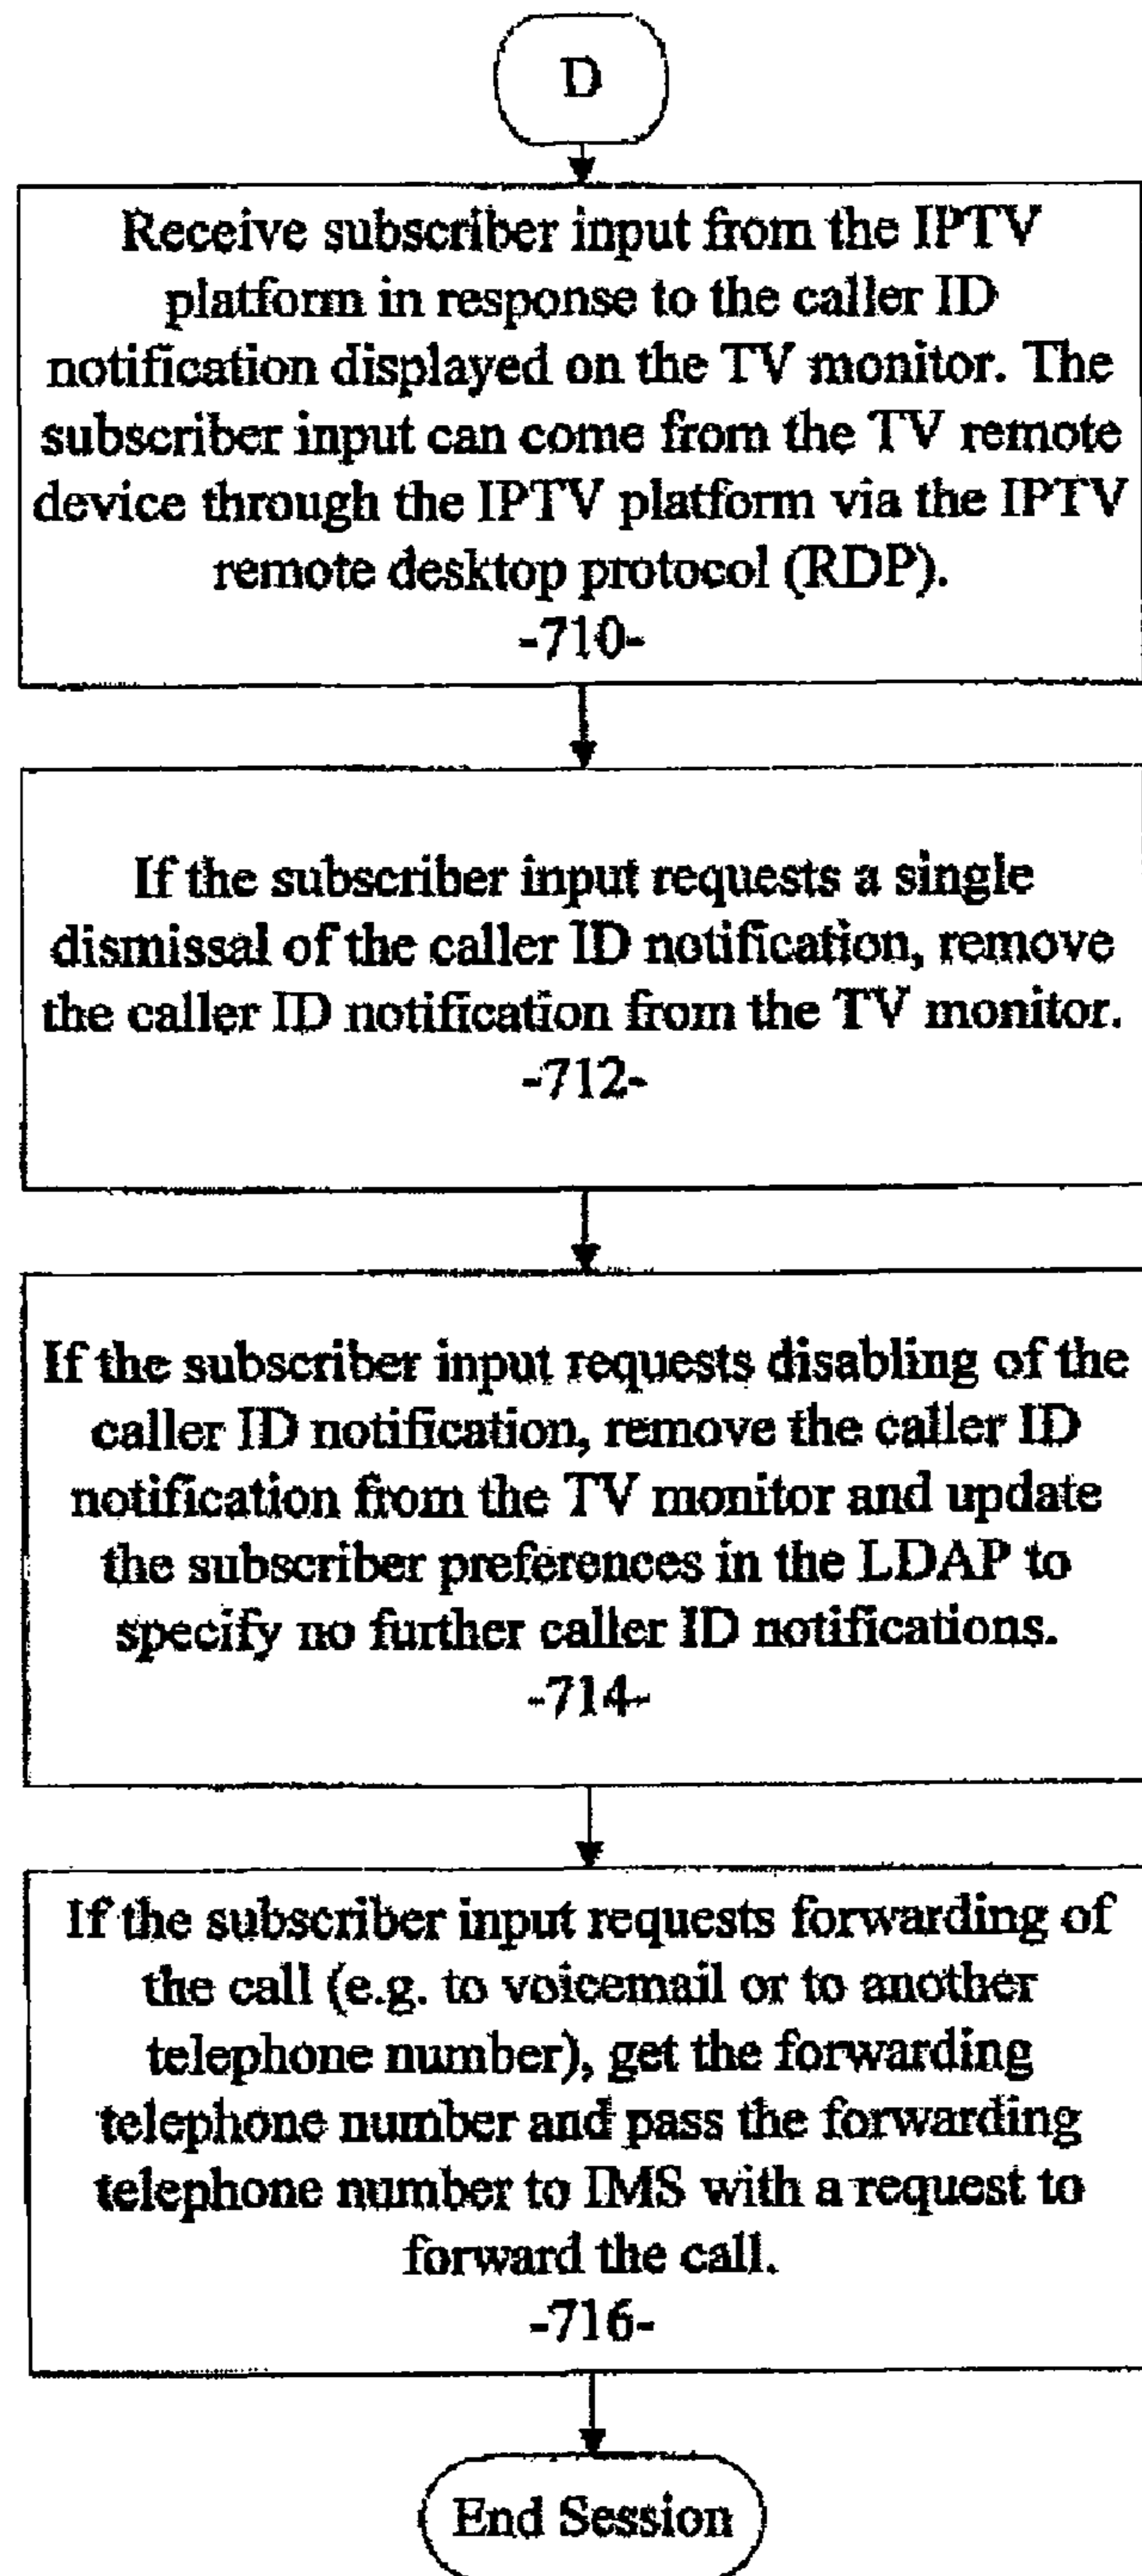 D
Receive subscriber input from the IPTV
platform in response to the caller ID
notification displayed on the TV monitor. The
subscriber input can come from the TV remote
device through the IPTV platform via the IPTV
remote desktop protocol (RDP).
-710-
If the subscriber input requests a single
dismissal of the caller ID notification, remove
the caller ID notification from the TV monitor.
-712-
If the subscriber input requests disabling of the
caller ID notification, remove the caller ID
notification from the TV monitor and update
the subscriber preferences in the LDAP to
specify no further caller ID notifications.
-714-
If the subscriber input requests forwarding of
the call (e.g. to voicemail or to another
telephone number), get the forwarding
telephone number and pass the forwarding
telephone number to IMS with a request to
forward the call.
-716-
End Session